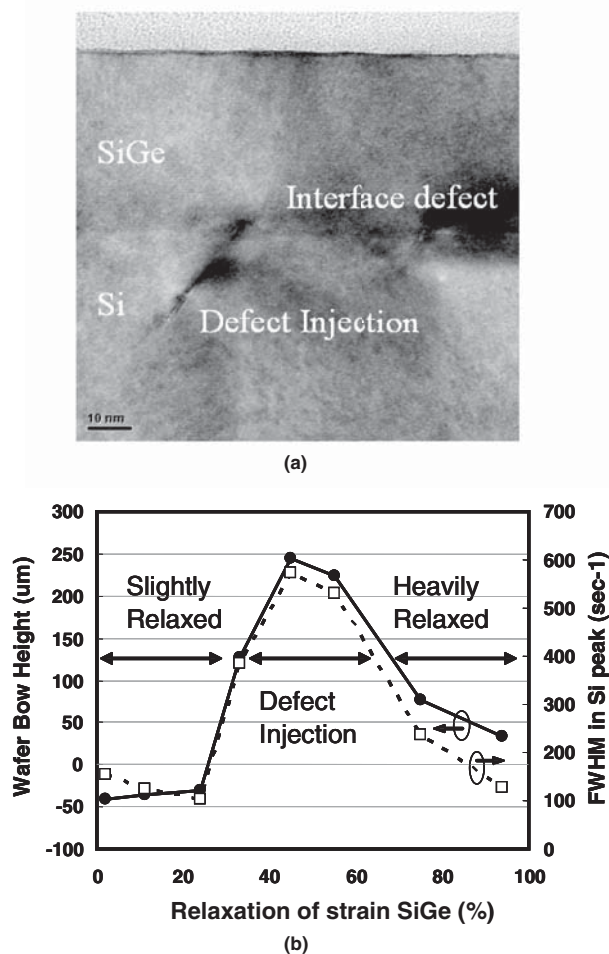 SiGe
Interface defect
Si
Defect Injection
10 nm
(a)
300
250
200
150
100
50
0
-50
-100
Wafer Bow Height (um)
Slightly
Relaxed
Heavily
Relaxed
Defect
Injection
700
600
500
400
300
200
100
0
FWHM in Si peak (sec-1)
0
20
40
60
80
100
Relaxation of strain SiGe (%)
(b)